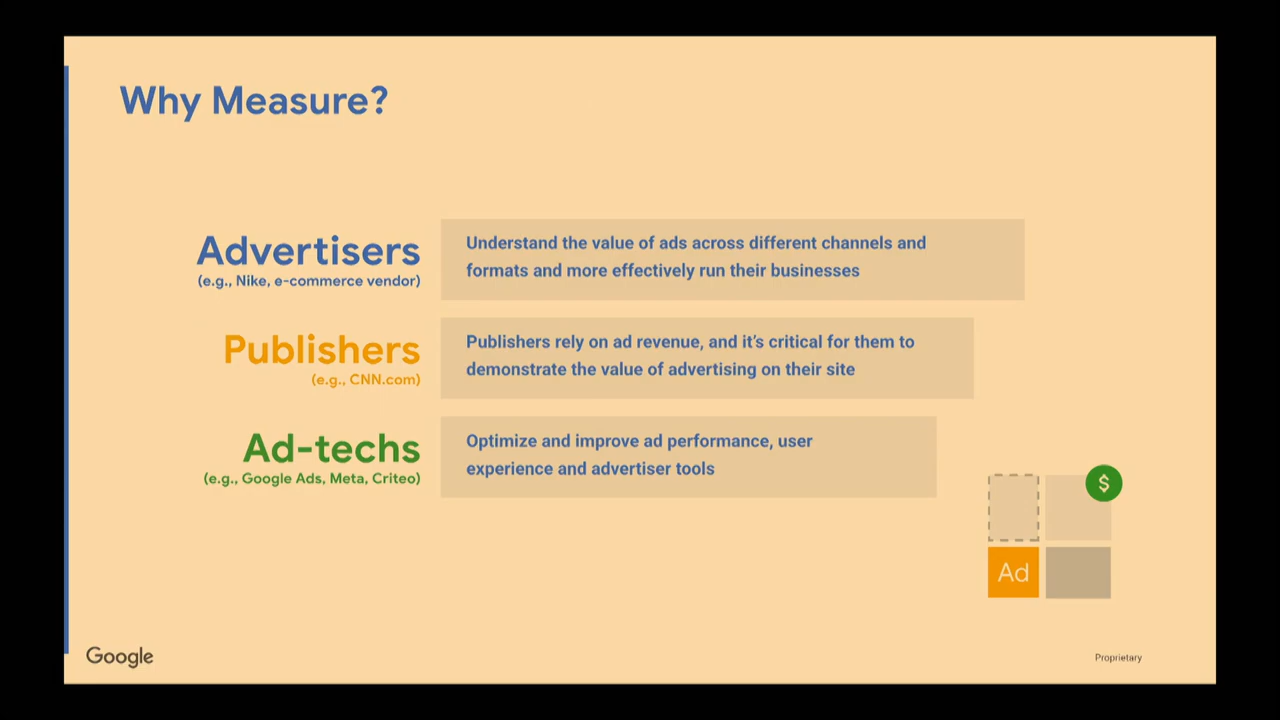 Why Measure?
Advertisers
(e.g., Nike, e-commerce vendor)
Understand the value of ads across different channels and
formats and more effectively run their businesses
Publishers
(e.g., CNN.com)
Publishers rely on ad revenue, and it's critical for them to
demonstrate the value of advertising on their site
Ad-techs
(e.g., Google Ads, Meta, Criteo)
Optimize and improve ad performance, user
experience and advertiser tools
$
Ad
Google
Proprietary